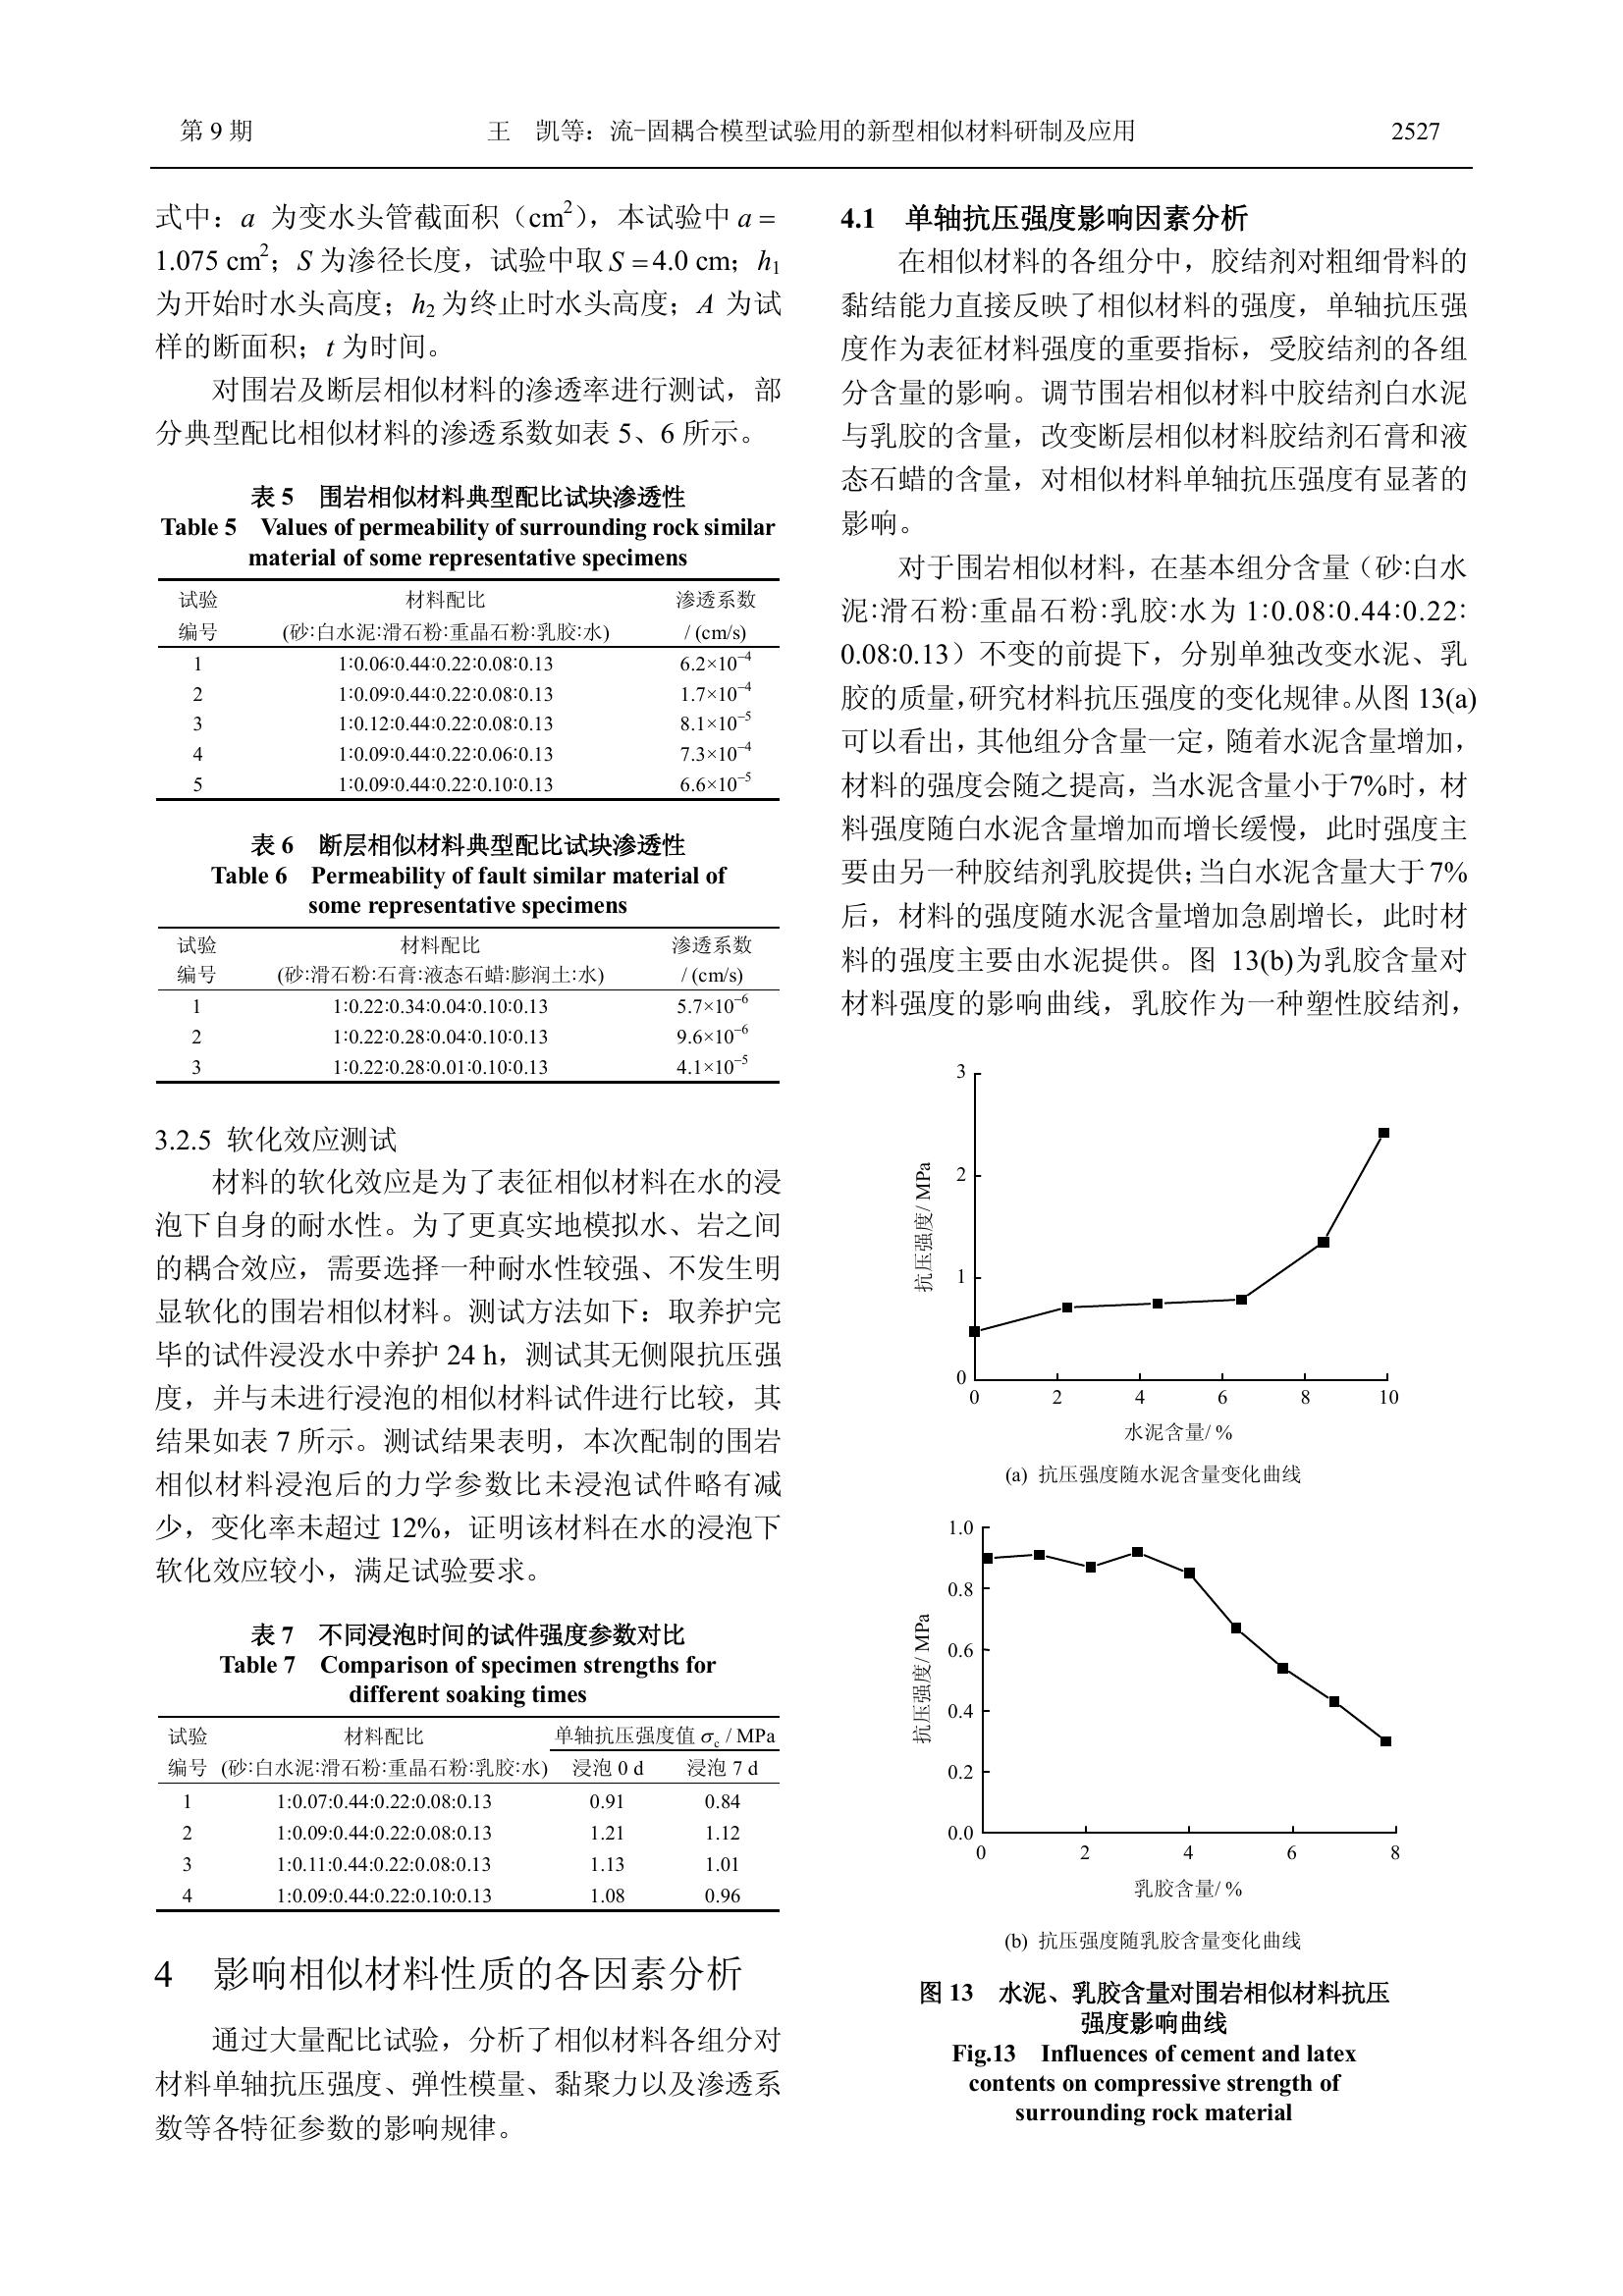 第 9 期 王　凯等：流-固耦合模型试验用的新型相似材料研制及应用 2527
式中：a 为变水头管截面积（cm²），本试验中 a =
1.075 cm²；S 为渗径长度，试验中取 S = 4.0 cm；h₁
为开始时水头高度；h₂ 为终止时水头高度；A 为试
样的断面积；t 为时间。
对围岩及断层相似材料的渗透率进行测试，部
分典型配比相似材料的渗透系数如表 5、6 所示。
表 5　围岩相似材料典型配比试块渗透性
Table 5　Values of permeability of surrounding rock similar
material of some representative specimens
试验 材料配比 渗透系数
编号 (砂:白水泥:滑石粉:重晶石粉:乳胶:水) / (cm/s)
1 1:0.06:0.44:0.22:0.08:0.13 6.2×10⁻⁴
2 1:0.09:0.44:0.22:0.08:0.13 1.7×10⁻⁴
3 1:0.12:0.44:0.22:0.08:0.13 8.1×10⁻⁵
4 1:0.09:0.44:0.22:0.06:0.13 7.3×10⁻⁴
5 1:0.09:0.44:0.22:0.10:0.13 6.6×10⁻⁵
表 6　断层相似材料典型配比试块渗透性
Table 6　Permeability of fault similar material of
some representative specimens
试验 材料配比 渗透系数
编号 (砂:滑石粉:石膏:液态石蜡:膨润土:水) / (cm/s)
1 1:0.22:0.34:0.04:0.10:0.13 5.7×10⁻⁶
2 1:0.22:0.28:0.04:0.10:0.13 9.6×10⁻⁶
3 1:0.22:0.28:0.01:0.10:0.13 4.1×10⁻⁵
3.2.5 软化效应测试
材料的软化效应是为了表征相似材料在水的浸
泡下自身的耐水性。为了更真实地模拟水、岩之间
的耦合效应，需要选择一种耐水性较强、不发生明
显软化的围岩相似材料。测试方法如下：取养护完
毕的试件浸没水中养护 24 h，测试其无侧限抗压强
度，并与未进行浸泡的相似材料试件进行比较，其
结果如表 7 所示。测试结果表明，本次配制的围岩
相似材料浸泡后的力学参数比未浸泡试件略有减
少，变化率未超过 12%，证明该材料在水的浸泡下
软化效应较小，满足试验要求。
表 7　不同浸泡时间的试件强度参数对比
Table 7　Comparison of specimen strengths for
different soaking times
试验 材料配比 单轴抗压强度值 σc / MPa
编号 (砂:白水泥:滑石粉:重晶石粉:乳胶:水) 浸泡 0 d 浸泡 7 d
1 1:0.07:0.44:0.22:0.08:0.13 0.91 0.84
2 1:0.09:0.44:0.22:0.08:0.13 1.21 1.12
3 1:0.11:0.44:0.22:0.08:0.13 1.13 1.01
4 1:0.09:0.44:0.22:0.10:0.13 1.08 0.96
4　影响相似材料性质的各因素分析
通过大量配比试验，分析了相似材料各组分对
材料单轴抗压强度、弹性模量、黏聚力以及渗透系
数等各特征参数的影响规律。
4.1　单轴抗压强度影响因素分析
在相似材料的各组分中，胶结剂对粗细骨料的
黏结能力直接反映了相似材料的强度，单轴抗压强
度作为表征材料强度的重要指标，受胶结剂的各组
分含量的影响。调节围岩相似材料中胶结剂白水泥
与乳胶的含量，改变断层相似材料胶结剂石膏和液
态石蜡的含量，对相似材料单轴抗压强度有显著的
影响。
对于围岩相似材料，在基本组分含量（砂:白水
泥:滑石粉:重晶石粉:乳胶:水为 1:0.08:0.44:0.22:
0.08:0.13）不变的前提下，分别单独改变水泥、乳
胶的质量，研究材料抗压强度的变化规律。从图 13(a)
可以看出，其他组分含量一定，随着水泥含量增加，
材料的强度会随之提高，当水泥含量小于7%时，材
料强度随白水泥含量增加而增长缓慢，此时强度主
要由另一种胶结剂乳胶提供；当白水泥含量大于 7%
后，材料的强度随水泥含量增加急剧增长，此时材
料的强度主要由水泥提供。图 13(b)为乳胶含量对
材料强度的影响曲线，乳胶作为一种塑性胶结剂，
3
2
1
0
抗压强度/ MPa
0 2 4 6 8 10
水泥含量/ %
(a) 抗压强度随水泥含量变化曲线
1.0
0.8
0.6
0.4
0.2
0.0
抗压强度/ MPa
0 2 4 6 8
乳胶含量/ %
(b) 抗压强度随乳胶含量变化曲线
图 13　水泥、乳胶含量对围岩相似材料抗压
强度影响曲线
Fig.13　Influences of cement and latex
contents on compressive strength of
surrounding rock material